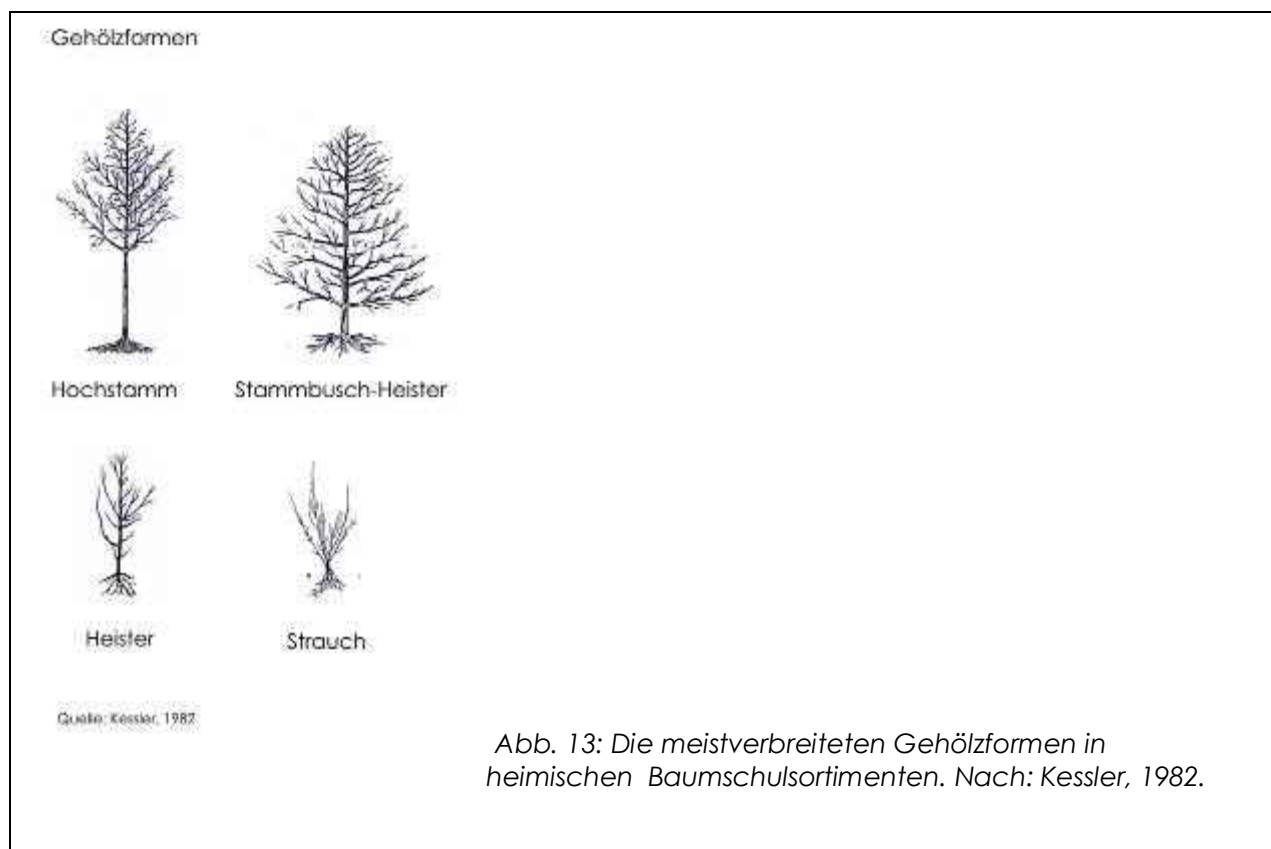 Gehölzformen
Hochstamm
Stammbusch-Heister
Heister
Strauch
Quelle: Kessler, 1982
Abb. 13: Die meistverbreiteten Gehölzformen in
heimischen Baumschulsortimenten. Nach: Kessler, 1982.